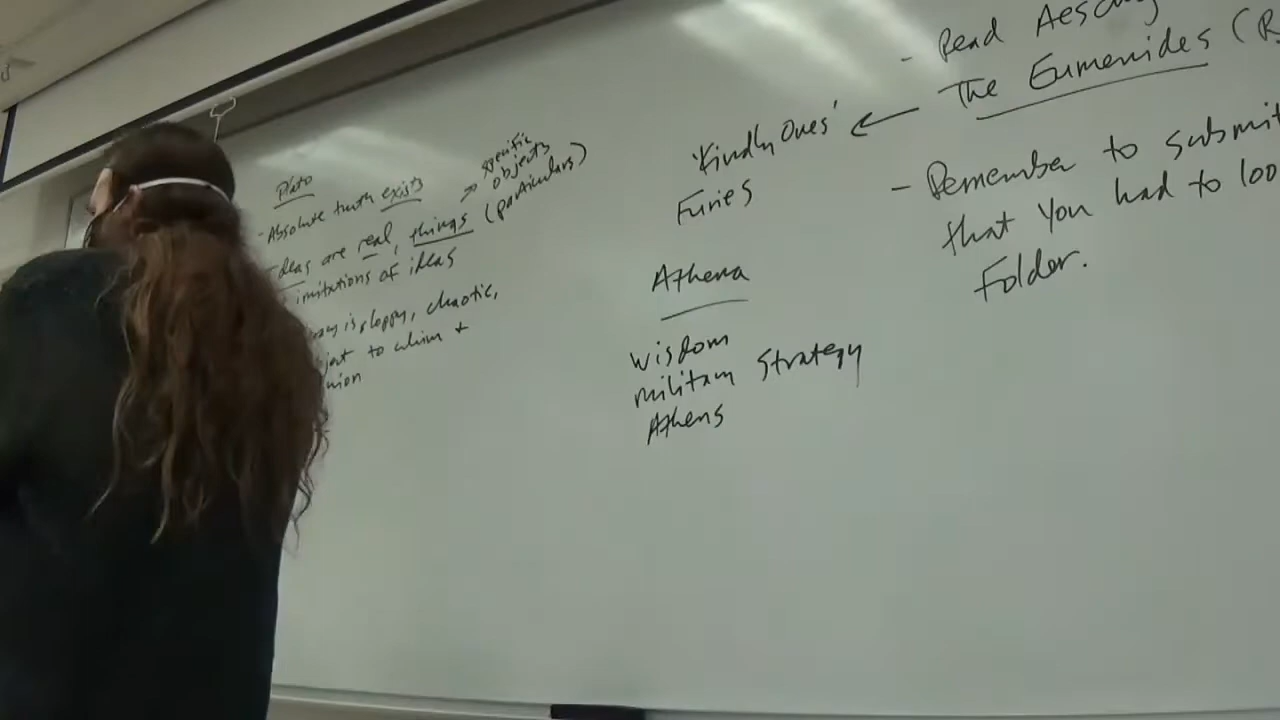 Plato
- Absolute truth exists
Ideas are real, things → specific objects (particulars)
imitations of ideas
is sloppy, chaotic,
to whim +
'Kindly Ones' ←
Furies
Athena
wisdom
military strategy
Athens
- Read
The Eumenides (
- Remember to submit
that you had to
Folder.